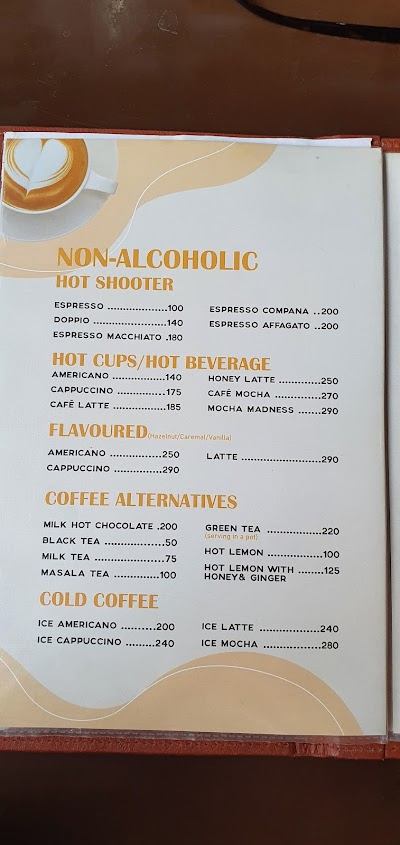 NON-ALCOHOLIC
HOT SHOOTER
ESPRESSO ....................100
DOPPIO .........................140
ESPRESSO MACCHIATO .180
ESPRESSO COMPANA ..200
ESPRESSO AFFAGATO ..200
HOT CUPS/HOT BEVERAGE
AMERICANO ................140
CAPPUCCINO ...............175
CAFÉ LATTE .................185
HONEY LATTE .............250
CAFÉ MOCHA ..............270
MOCHA MADNESS .......290
FLAVOURED(Hazelnut/Caremal/Vanilla)
AMERICANO ................250
CAPPUCCINO ...............290
LATTE .........................290
COFFEE ALTERNATIVES
MILK HOT CHOCOLATE .200
BLACK TEA ...................50
MILK TEA ......................75
MASALA TEA ...............100
GREEN TEA .................220
(serving in a pot)
HOT LEMON ................100
HOT LEMON WITH .......125
HONEY& GINGER
COLD COFFEE
ICE AMERICANO ..........200
ICE CAPPUCCINO .........240
ICE LATTE ...................240
ICE MOCHA .................280